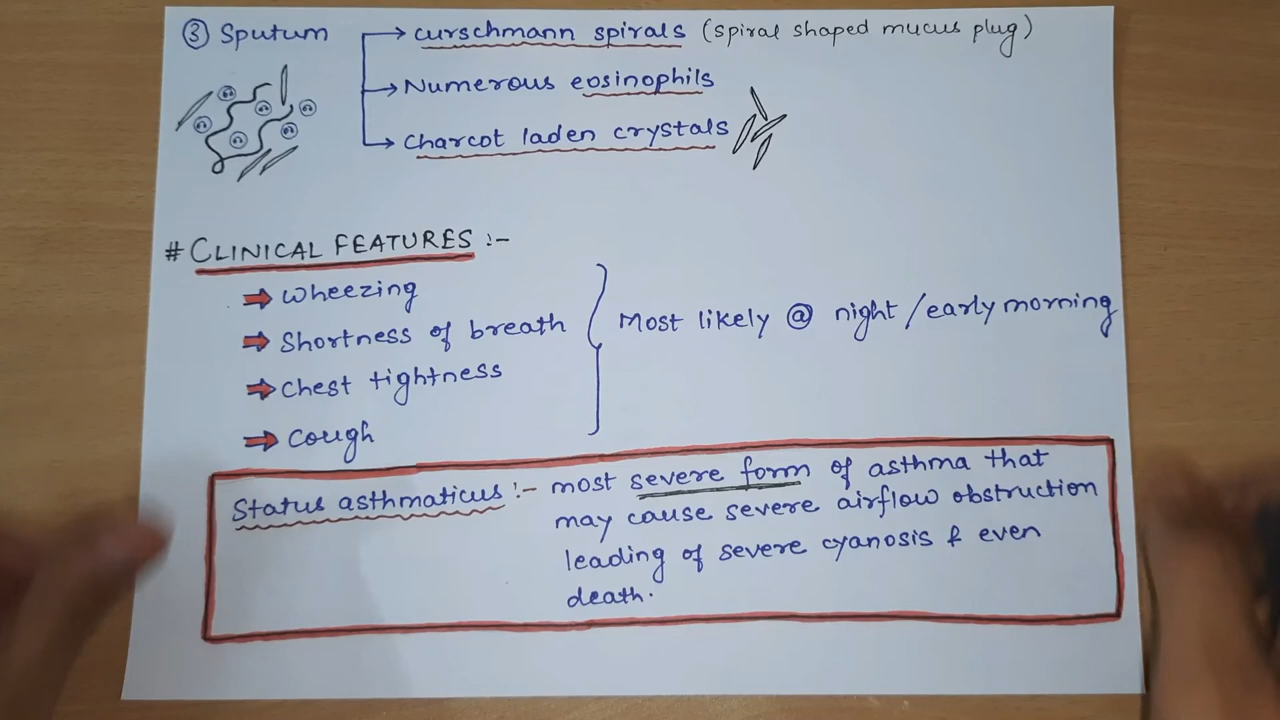 ③ Sputum → curschmann spirals (spiral shaped mucus plug)
→ Numerous eosinophils
→ charcot laden crystals
# CLINICAL FEATURES :-
→ wheezing
→ shortness of breath
→ chest tightness
→ cough
Most likely @ night/early morning
Status asthmaticus :- most severe form of asthma that
may cause severe airflow obstruction
leading of severe cyanosis & even
death.